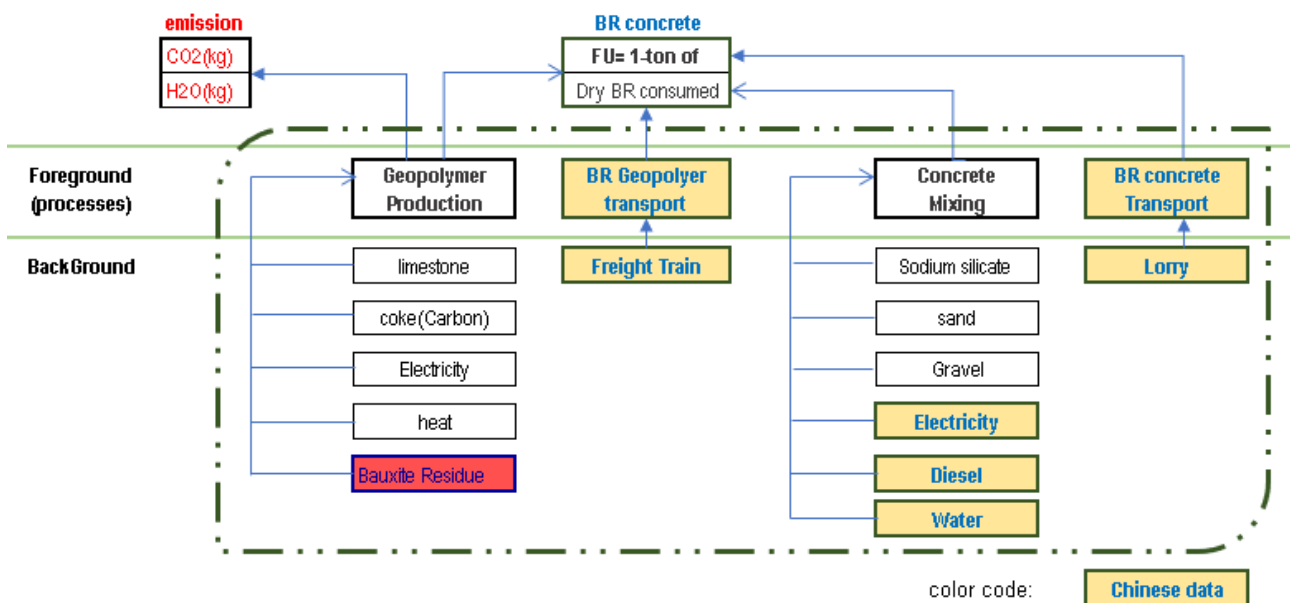 emission
BR concrete
CO2(kg)
H2O(kg)
FU= 1-ton of
Dry BR consumed
Foreground
(processes)
Geopolymer
Production
BR Geopolyer
transport
Concrete
Mixing
BR concrete
Transport
BackGround
limestone
Freight Train
Sodium silicate
Lorry
coke(Carbon)
sand
Electricity
Gravel
heat
Electricity
Bauxite Residue
Diesel
Water
color code:
Chinese data